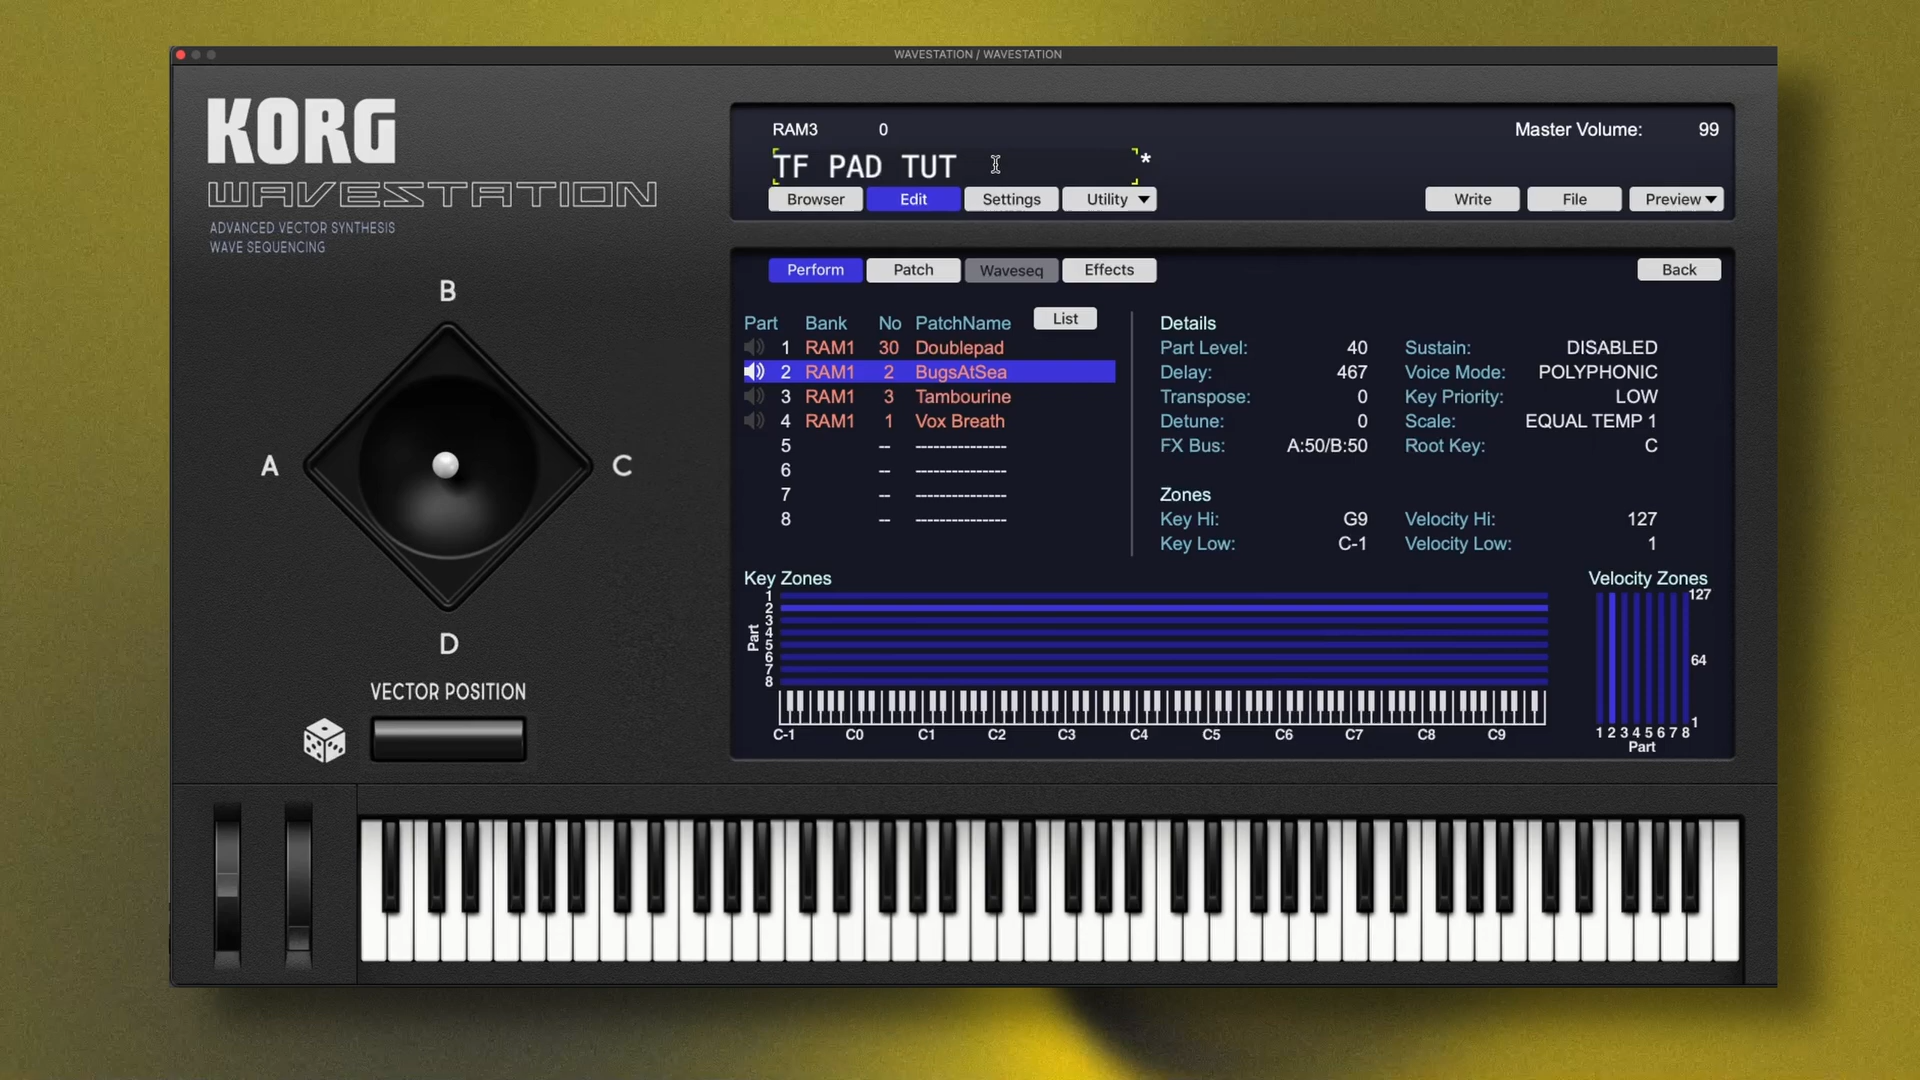 WAVESTATION / WAVESTATION
KORG
WAVESTATION
ADVANCED VECTOR SYNTHESIS
WAVE SEQUENCING
B
A
C
D
VECTOR POSITION
RAM3 0 Master Volume: 99
TF PAD TUT *
Browser Edit Settings Utility Write File Preview
Perform Patch Waveseq Effects Back
Part Bank No PatchName List
1 RAM1 30 Doublepad
2 RAM1 2 BugsAtSea
3 RAM1 3 Tambourine
4 RAM1 1 Vox Breath
5 -- ---------------
6 -- ---------------
7 -- ---------------
8 -- ---------------
Details
Part Level: 40 Sustain: DISABLED
Delay: 467 Voice Mode: POLYPHONIC
Transpose: 0 Key Priority: LOW
Detune: 0 Scale: EQUAL TEMP 1
FX Bus: A:50/B:50 Root Key: C
Zones
Key Hi: G9 Velocity Hi: 127
Key Low: C-1 Velocity Low: 1
Key Zones
Part
1
2
3
4
5
6
7
8
C-1 C0 C1 C2 C3 C4 C5 C6 C7 C8 C9
Velocity Zones
127
64
1
1 2 3 4 5 6 7 8
Part